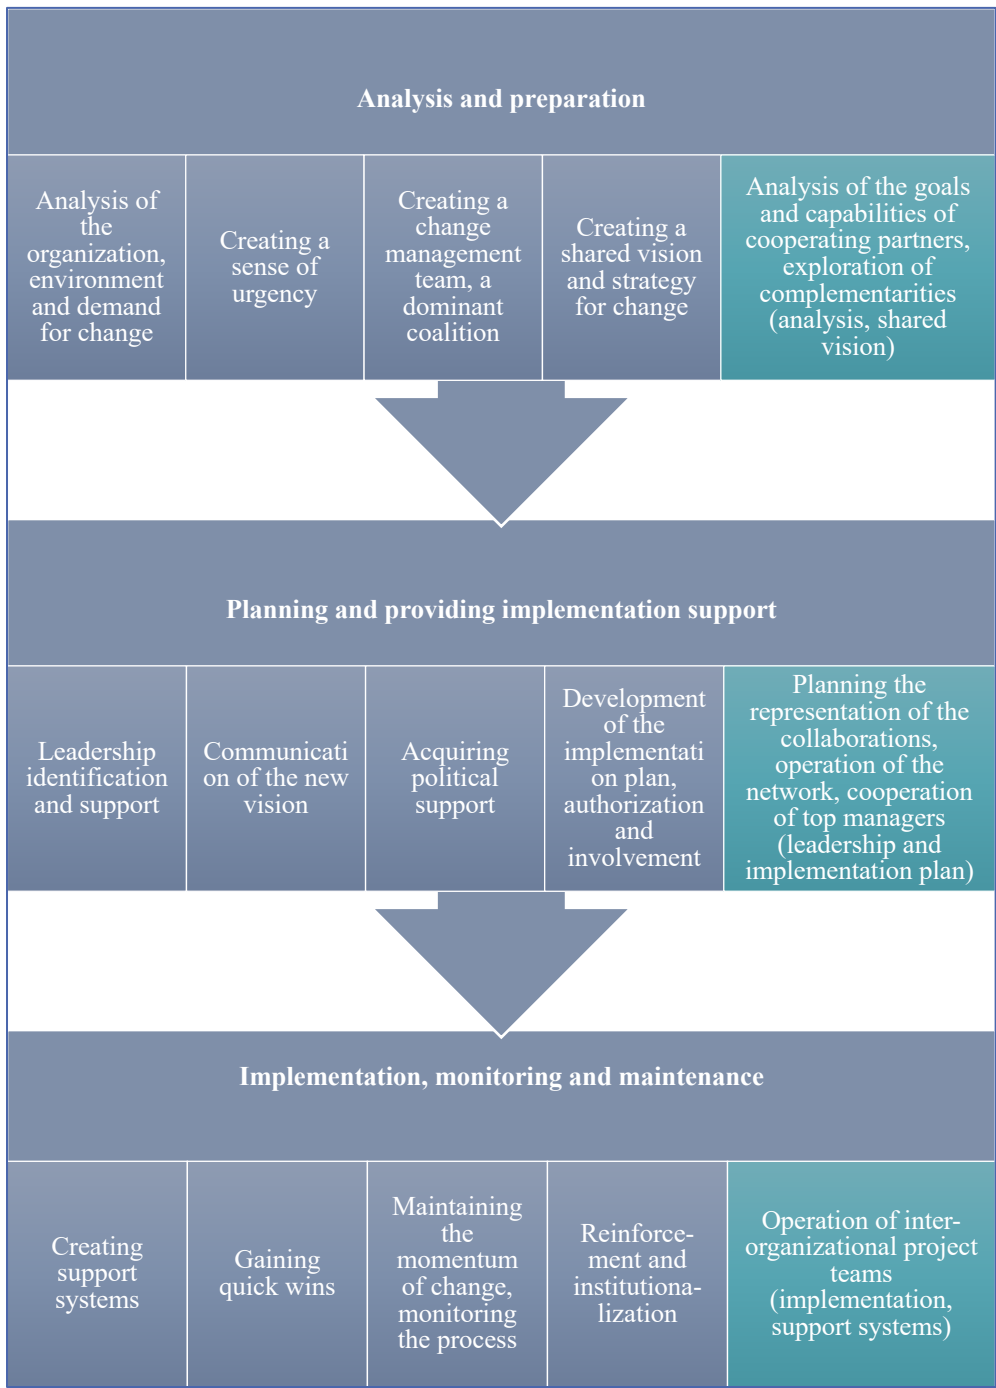 Analysis and preparation
Analysis of
the
organization,
environment
and demand
for change
Creating a
sense of
urgency
Creating a
change
management
team, a
dominant
coalition
Creating a
shared vision
and strategy
for change
Analysis of the goals
and capabilities of
cooperating partners,
exploration of
complementarities
(analysis, shared
vision)
Planning and providing implementation support
Leadership
identification
and support
Communicati
on of the new
vision
Acquiring
political
support
Development
of the
implementati
on plan,
authorization
and
involvement
Planning the
representation of the
collaborations,
operation of the
network, cooperation
of top managers
(leadership and
implementation plan)
Implementation, monitoring and maintenance
Creating
support
systems
Gaining
quick wins
Maintaining
the
momentum
of change,
monitoring
the process
Reinforce-
ment and
institutiona-
lization
Operation of inter-
organizational project
teams
(implementation,
support systems)